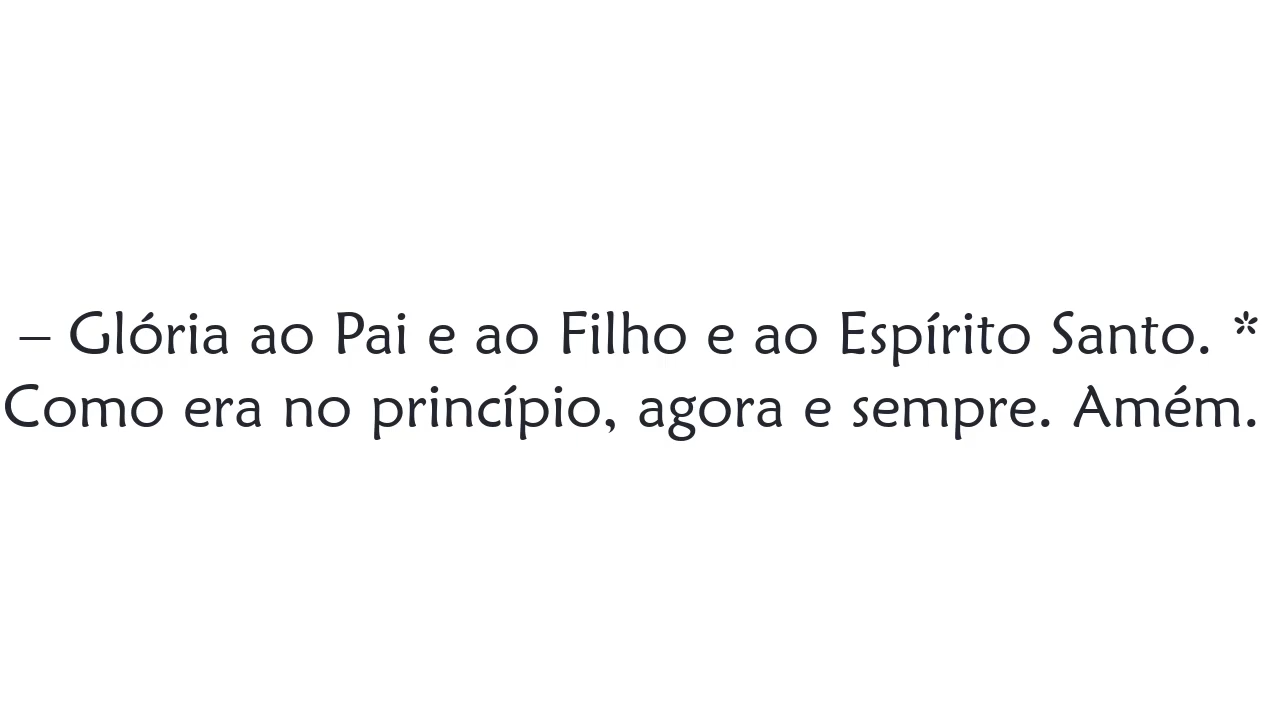 – Glória ao Pai e ao Filho e ao Espírito Santo. *
Como era no princípio, agora e sempre. Amém.